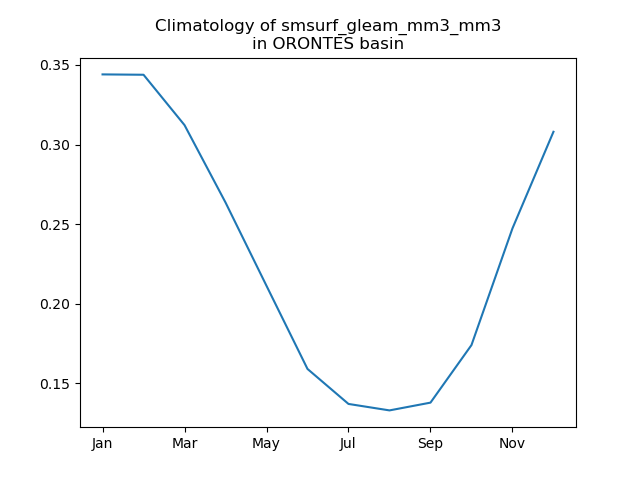 Climatology of smsurf_gleam_mm3_mm3
in ORONTES basin
0.35
0.30
0.25
0.20
0.15
Jan Mar May Jul Sep Nov